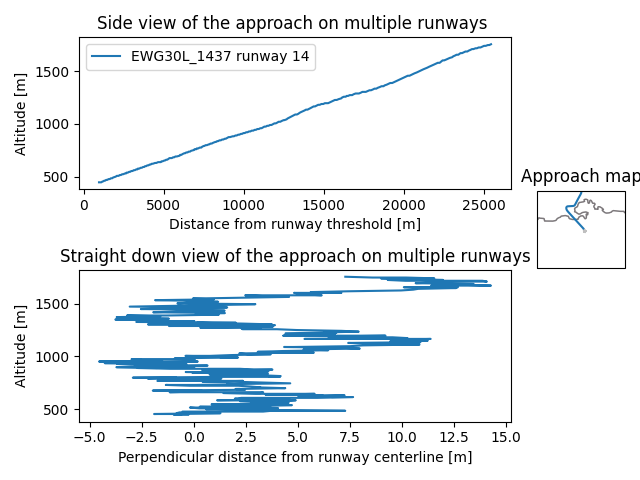 Side view of the approach on multiple runways
EWG30L_1437 runway 14
Altitude [m]
1500
1000
500
0
5000
10000
15000
20000
25000
Distance from runway threshold [m]
Approach map
Straight down view of the approach on multiple runways
Altitude [m]
1500
1000
500
−5.0
−2.5
0.0
2.5
5.0
7.5
10.0
12.5
15.0
Perpendicular distance from runway centerline [m]